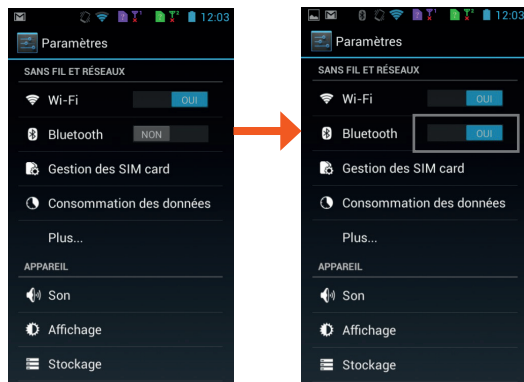 12:03
Paramètres
SANS FIL ET RÉSEAUX
Wi-Fi OUI
Bluetooth NON
Gestion des SIM card
Consommation des données
Plus...
APPAREIL
Son
Affichage
Stockage
12:03
Paramètres
SANS FIL ET RÉSEAUX
Wi-Fi OUI
Bluetooth OUI
Gestion des SIM card
Consommation des données
Plus...
APPAREIL
Son
Affichage
Stockage